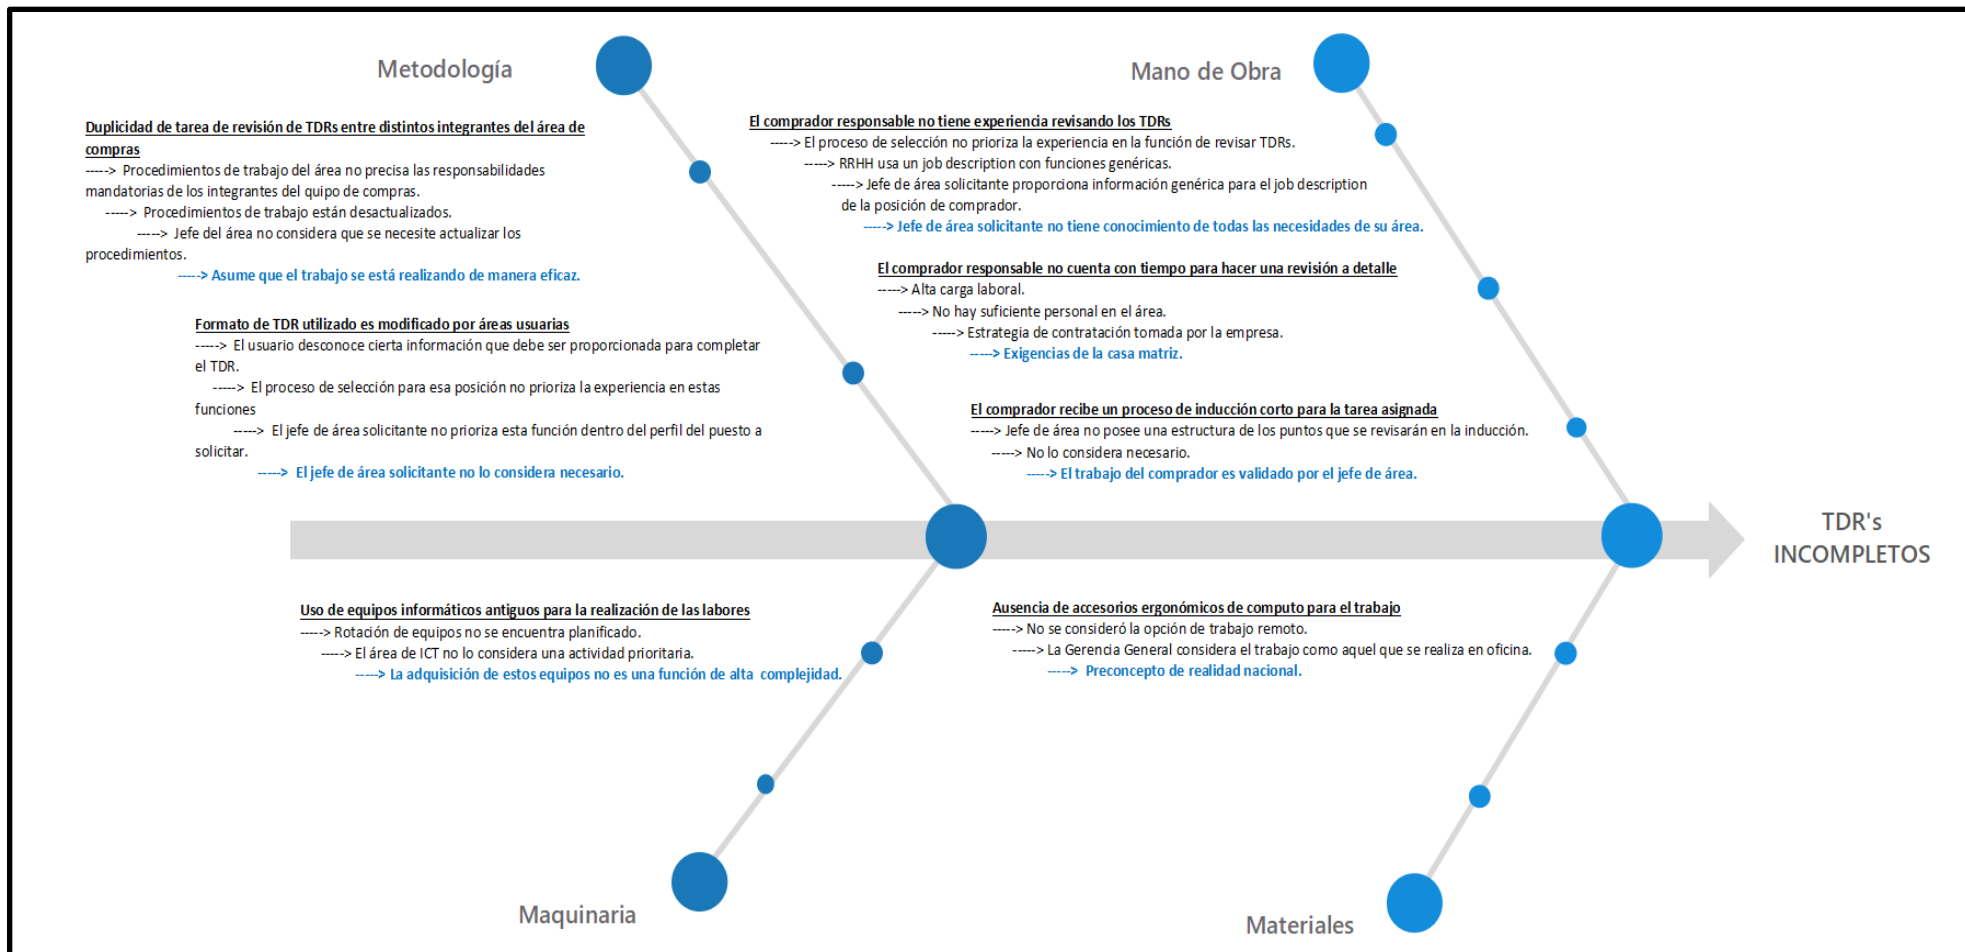 Metodología
Duplicidad de tarea de revisión de TDRs entre distintos integrantes del área de
compras
-----> Procedimientos de trabajo del área no precisa las responsabilidades
mandatorias de los integrantes del quipo de compras.
-----> Procedimientos de trabajo están desactualizados.
-----> Jefe del área no considera que se necesite actualizar los
procedimientos.
-----> Asume que el trabajo se está realizando de manera eficaz.
Formato de TDR utilizado es modificado por áreas usuarias
-----> El usuario desconoce cierta información que debe ser proporcionada para completar
el TDR.
-----> El proceso de selección para esa posición no prioriza la experiencia en estas
funciones
-----> El jefe de área solicitante no prioriza esta función dentro del perfil del puesto a
solicitar.
-----> El jefe de área solicitante no lo considera necesario.
Mano de Obra
El comprador responsable no tiene experiencia revisando los TDRs
-----> El proceso de selección no prioriza la experiencia en la función de revisar TDRs.
-----> RRHH usa un job description con funciones genéricas.
-----> Jefe de área solicitante proporciona información genérica para el job description
de la posición de comprador.
-----> Jefe de área solicitante no tiene conocimiento de todas las necesidades de su área.
El comprador responsable no cuenta con tiempo para hacer una revisión a detalle
-----> Alta carga laboral.
-----> No hay suficiente personal en el área.
-----> Estrategia de contratación tomada por la empresa.
-----> Exigencias de la casa matriz.
El comprador recibe un proceso de inducción corto para la tarea asignada
-----> Jefe de área no posee una estructura de los puntos que se revisarán en la inducción.
-----> No lo considera necesario.
-----> El trabajo del comprador es validado por el jefe de área.
TDR's
INCOMPLETOS
Uso de equipos informáticos antiguos para la realización de las labores
-----> Rotación de equipos no se encuentra planificado.
-----> El área de ICT no lo considera una actividad prioritaria.
-----> La adquisición de estos equipos no es una función de alta complejidad.
Maquinaria
Ausencia de accesorios ergonómicos de computo para el trabajo
-----> No se consideró la opción de trabajo remoto.
-----> La Gerencia General considera el trabajo como aquel que se realiza en oficina.
-----> Preconcepto de realidad nacional.
Materiales